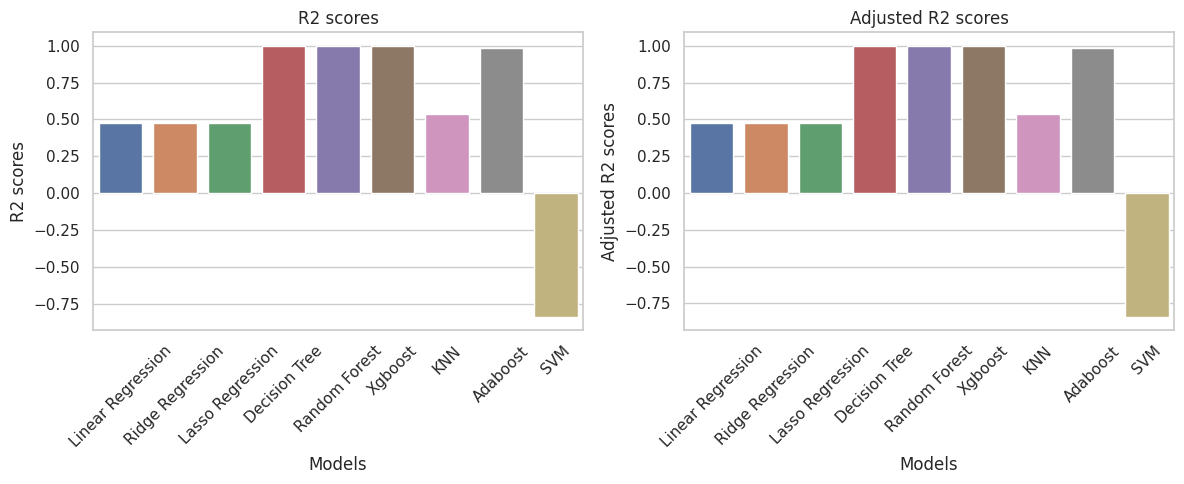 R2 scores
R2 scores
1.00
0.75
0.50
0.25
0.00
−0.25
−0.50
−0.75
Linear Regression
Ridge Regression
Lasso Regression
Decision Tree
Random Forest
Xgboost
KNN
Adaboost
SVM
Models
Adjusted R2 scores
Adjusted R2 scores
1.00
0.75
0.50
0.25
0.00
−0.25
−0.50
−0.75
Linear Regression
Ridge Regression
Lasso Regression
Decision Tree
Random Forest
Xgboost
KNN
Adaboost
SVM
Models